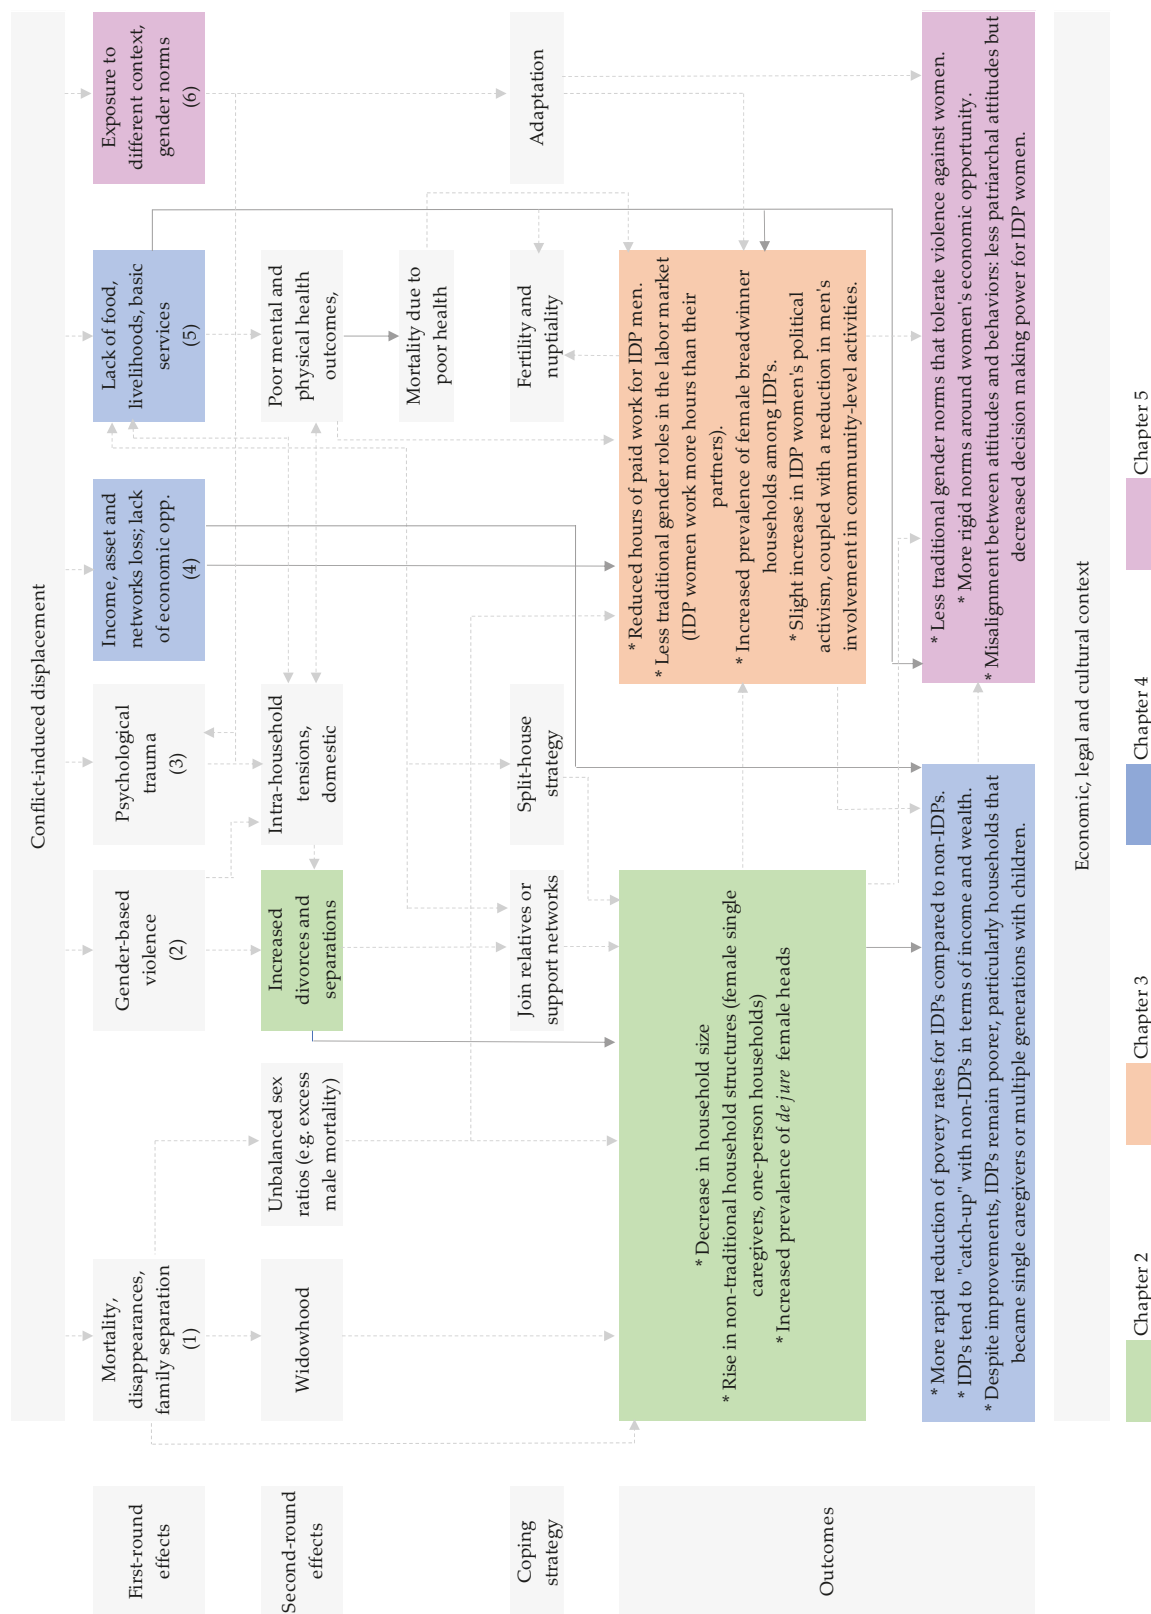 Conflict-induced displacement
First-round
effects
Mortality,
disappearances,
family separation
(1)
Gender-based
violence
(2)
Psychological
trauma
(3)
Income, asset and
networks loss; lack
of economic opp.
(4)
Lack of food,
livelihoods, basic
services
(5)
Exposure to
different context,
gender norms
(6)
Second-round
effects
Widowhood
Unbalanced sex
ratios (e.g. excess
male mortality)
Increased
divorces and
separations
Intra-household
tensions,
domestic
Poor mental and
physical health
outcomes,
Mortality due to
poor health
Coping
strategy
Join relatives or
support networks
Split-house
strategy
Fertility and
nuptiality
Adaptation
Outcomes
* Decrease in household size
* Rise in non-traditional household structures (female single
caregivers, one-person households)
* Increased prevalence of de jure female heads
* Reduced hours of paid work for IDP men.
* Less traditional gender roles in the labor market
(IDP women work more hours than their
partners).
* Increased prevalence of female breadwinner
households among IDPs.
* Slight increase in IDP women's political
activism, coupled with a reduction in men's
involvement in community-level activities.
* More rapid reduction of povery rates for IDPs compared to non-IDPs.
* IDPs tend to "catch-up" with non-IDPs in terms of income and wealth.
* Despite improvements, IDPs remain poorer, particularly households that
became single caregivers or multiple generations with children.
* Less traditional gender norms that tolerate violence against women.
* More rigid norms around women's economic opportunity.
* Misalignment between attitudes and behaviors: less patriarchal attitudes but
decreased decision making power for IDP women.
Economic, legal and cultural context
Chapter 2
Chapter 3
Chapter 4
Chapter 5